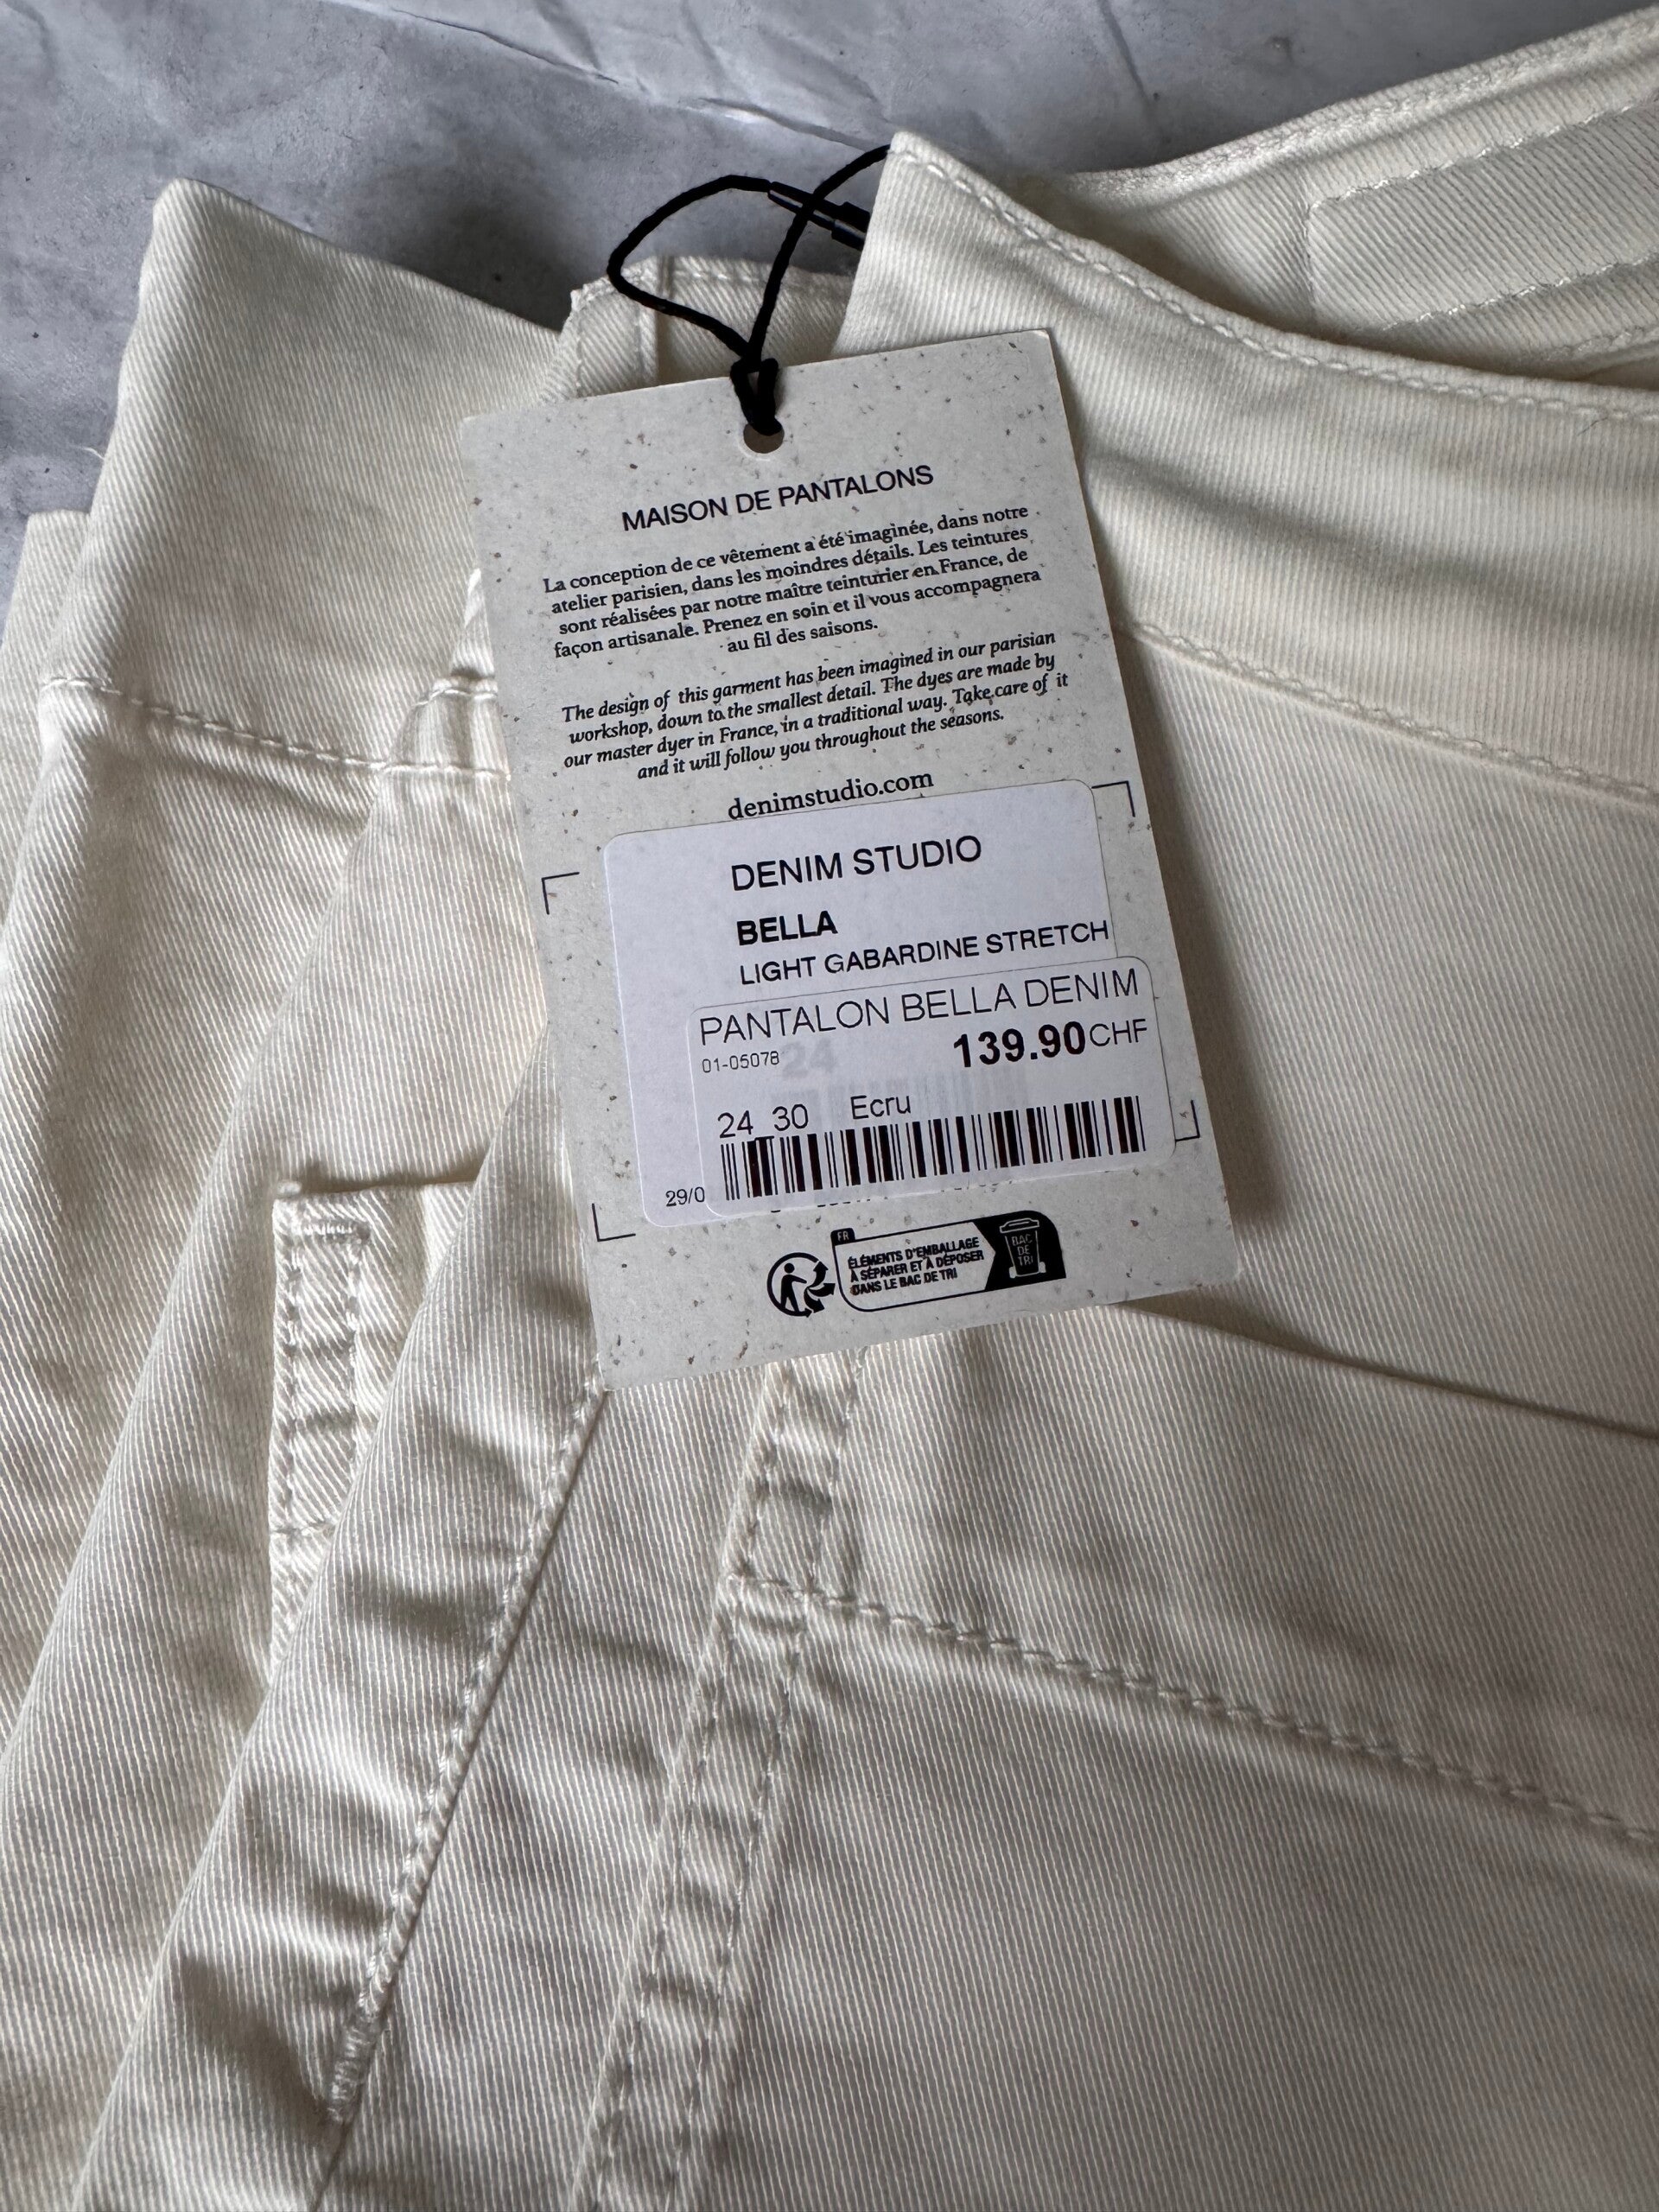 MAISON DE PANTALONS
La conception de ce vêtement a été imaginée, dans notre
atelier parisien, dans les moindres détails. Les teintures
sont réalisées par notre maître teinturier en France, de
façon artisanale. Prenez en soin et il vous accompagnera
au fil des saisons.
The design of this garment has been imagined in our parisian
workshop, down to the smallest detail. The dyes are made by
our master dyer in France, in a traditional way. Take care of it
and it will follow you throughout the seasons.
denimstudio.com
DENIM STUDIO
BELLA
LIGHT GABARDINE STRETCH
PANTALON BELLA DENIM
01-05078 24 139.90CHF
24_30 Ecru
29/0
FR
ÉLÉMENTS D'EMBALLAGE
À SÉPARER ET À DÉPOSER
DANS LE BAC DE TRI
BAC
DE
TRI